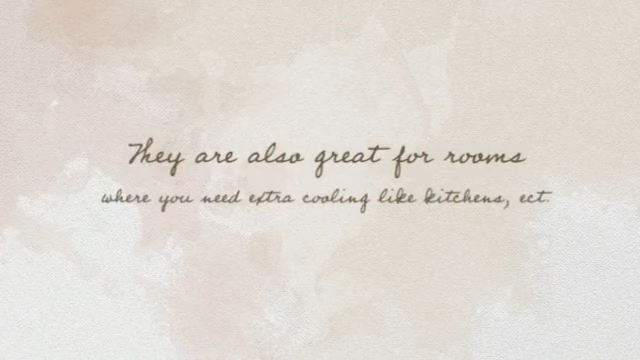 They are also great for rooms
where you need extra cooling like kitchens, ect.